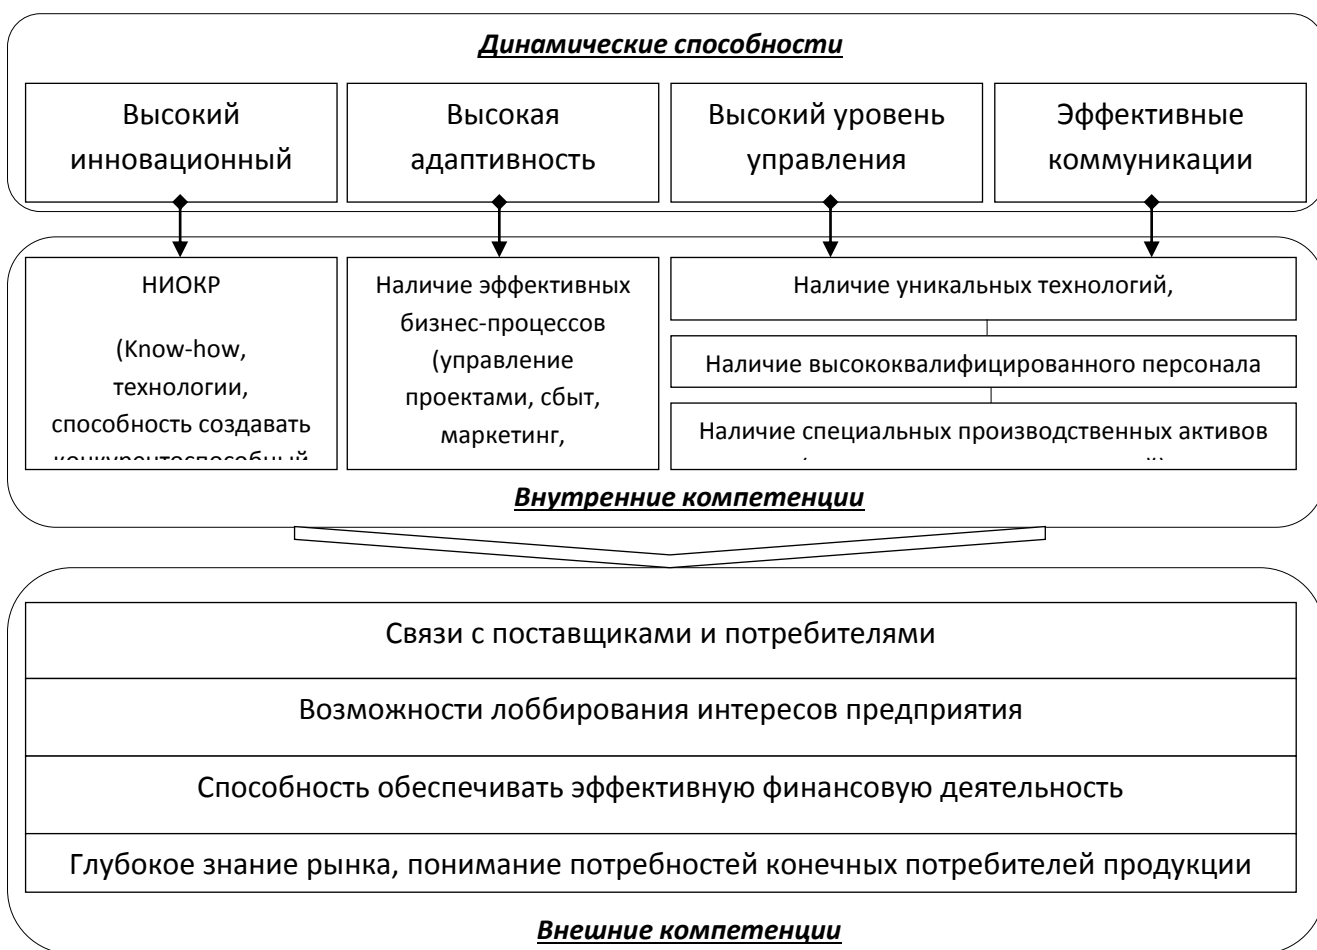 Динамические способности
Высокий
инновационный
Высокая
адаптивность
Высокий уровень
управления
Эффективные
коммуникации
НИОКР
(Know-how,
технологии,
способность создавать
конкурентоспособный
Наличие эффективных
бизнес-процессов
(управление
проектами, сбыт,
маркетинг,
Наличие уникальных технологий,
Наличие высококвалифицированного персонала
Наличие специальных производственных активов
Внутренние компетенции
Связи с поставщиками и потребителями
Возможности лоббирования интересов предприятия
Способность обеспечивать эффективную финансовую деятельность
Глубокое знание рынка, понимание потребностей конечных потребителей продукции
Внешние компетенции